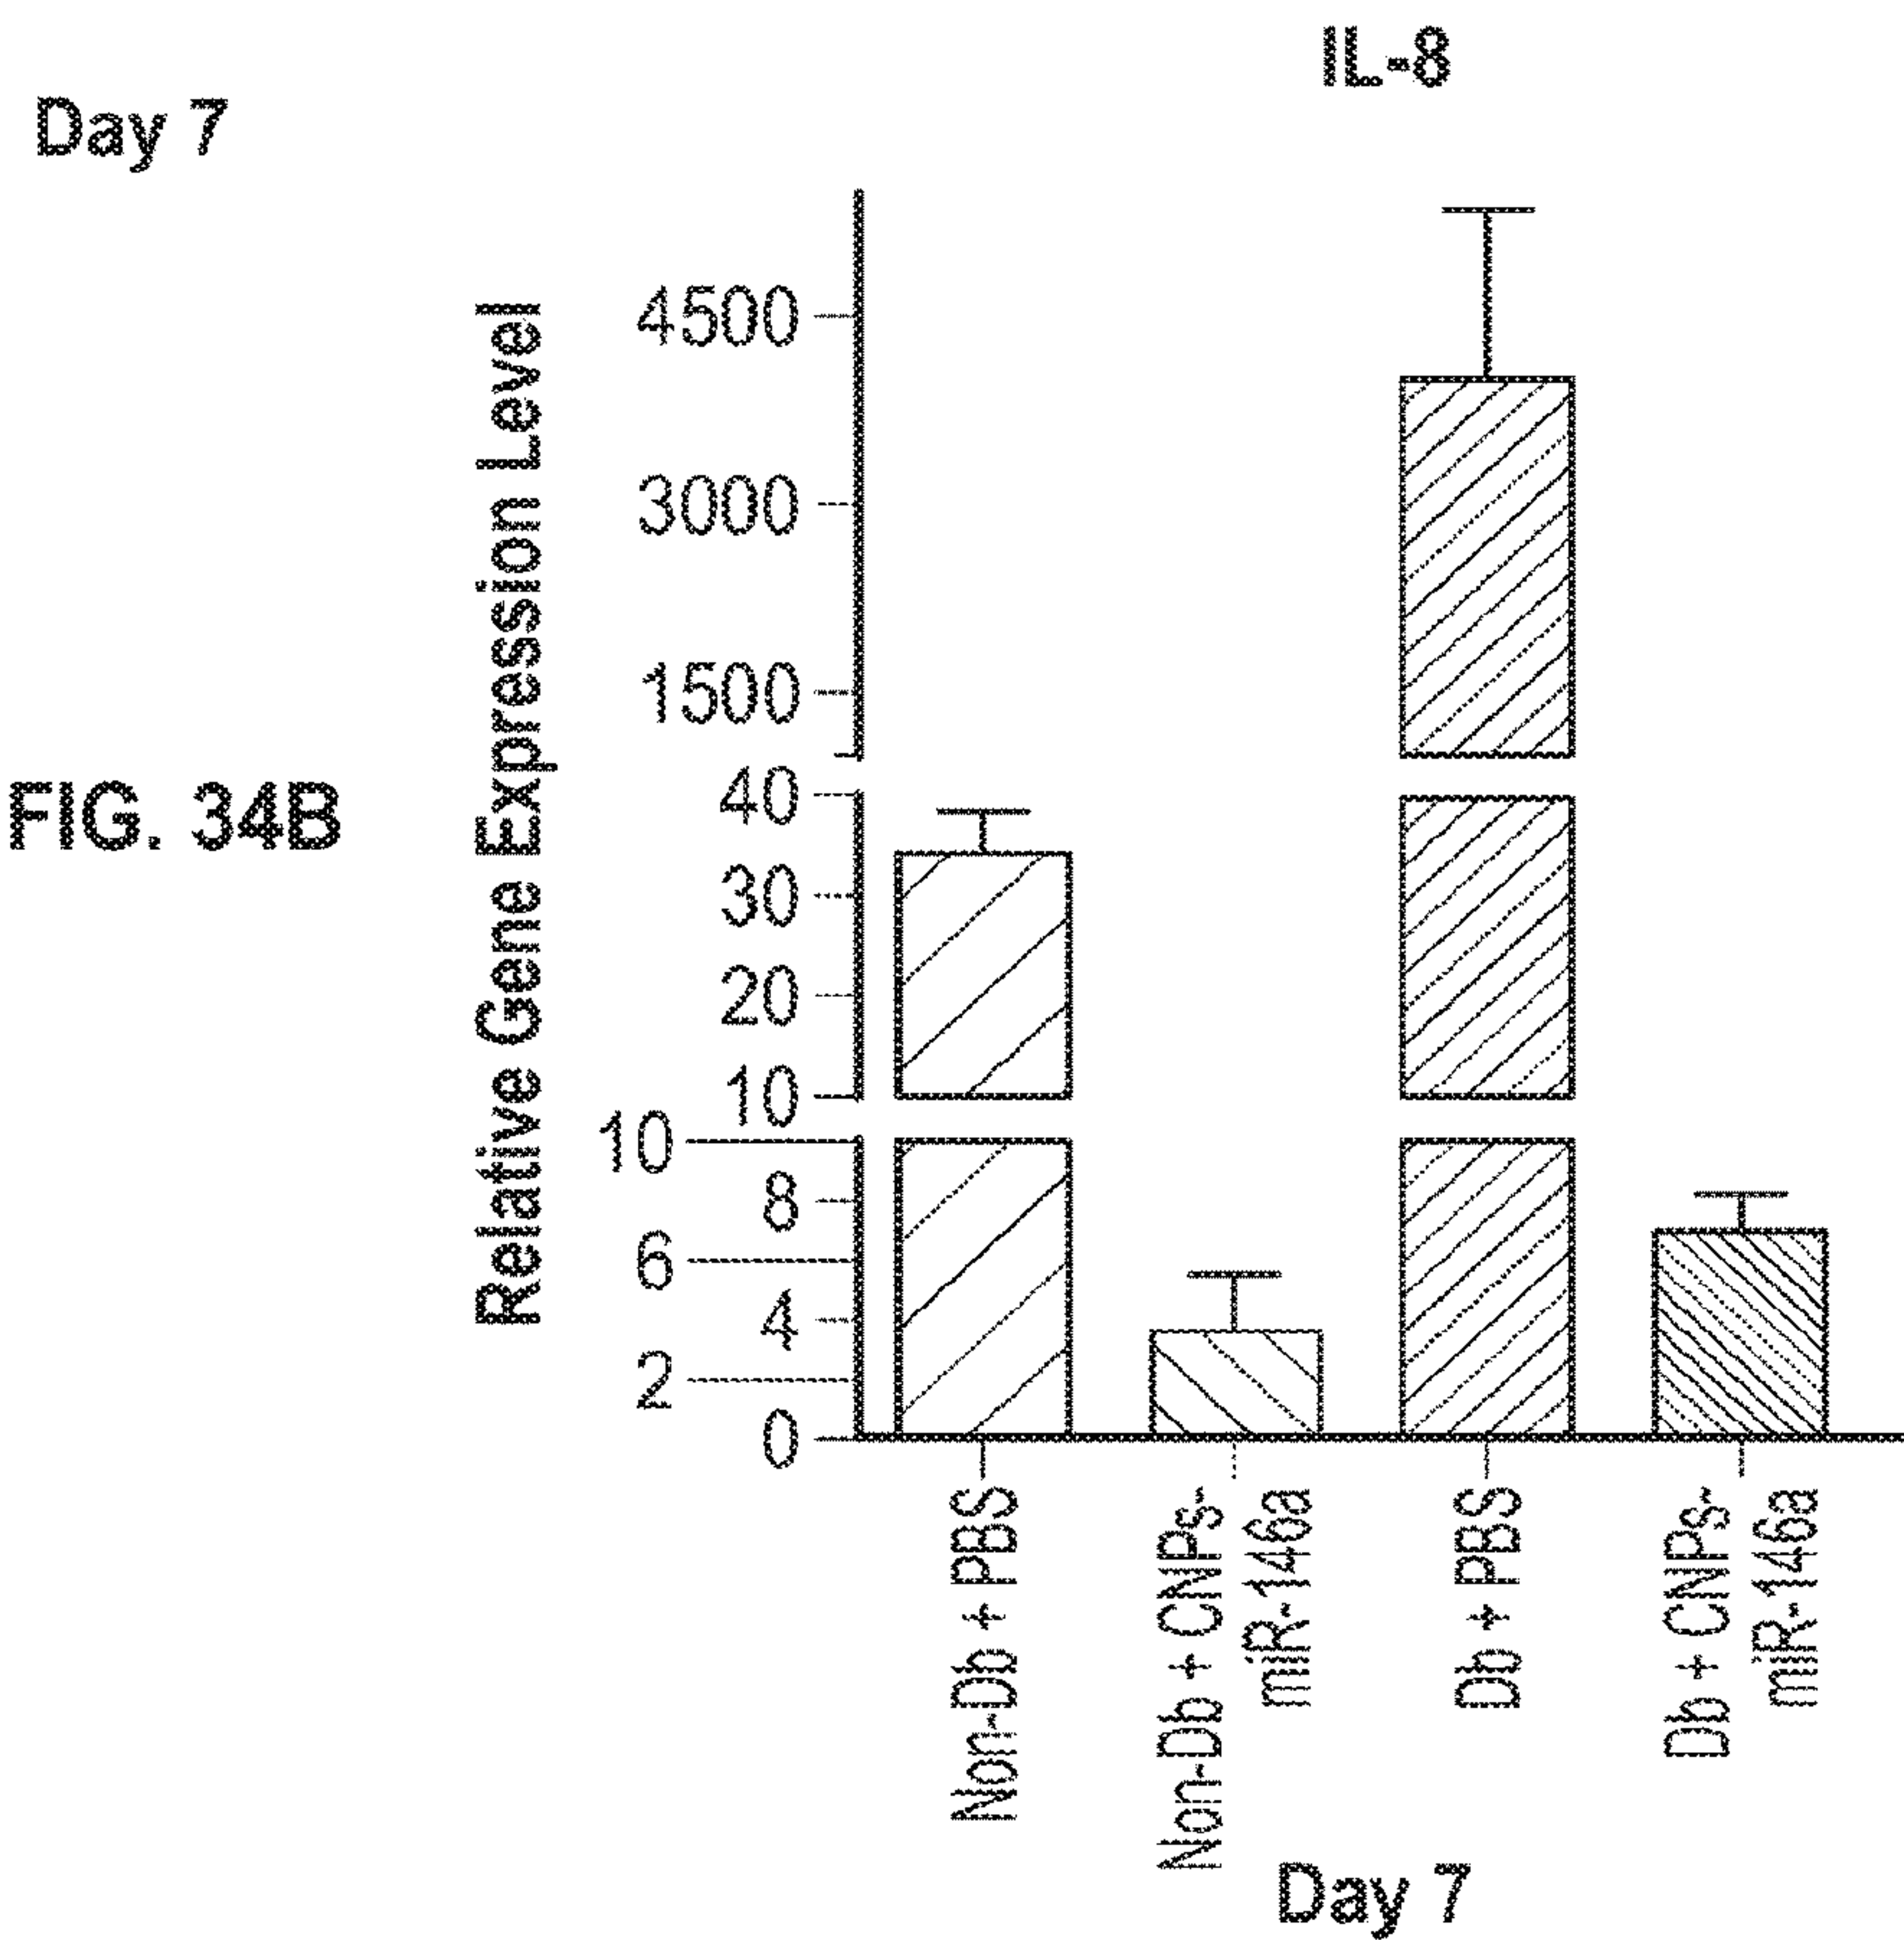 IL-8
Day 7
FIG. 34B
Relative Gene Expression Level
4500
3000
1500
40
30
20
10
10
8
6
4
2
0
Non-Db + PBS
Non-Db + CNPs-
miR-146a
Db + PBS
Db + CNPs-
miR-146a
Day 7